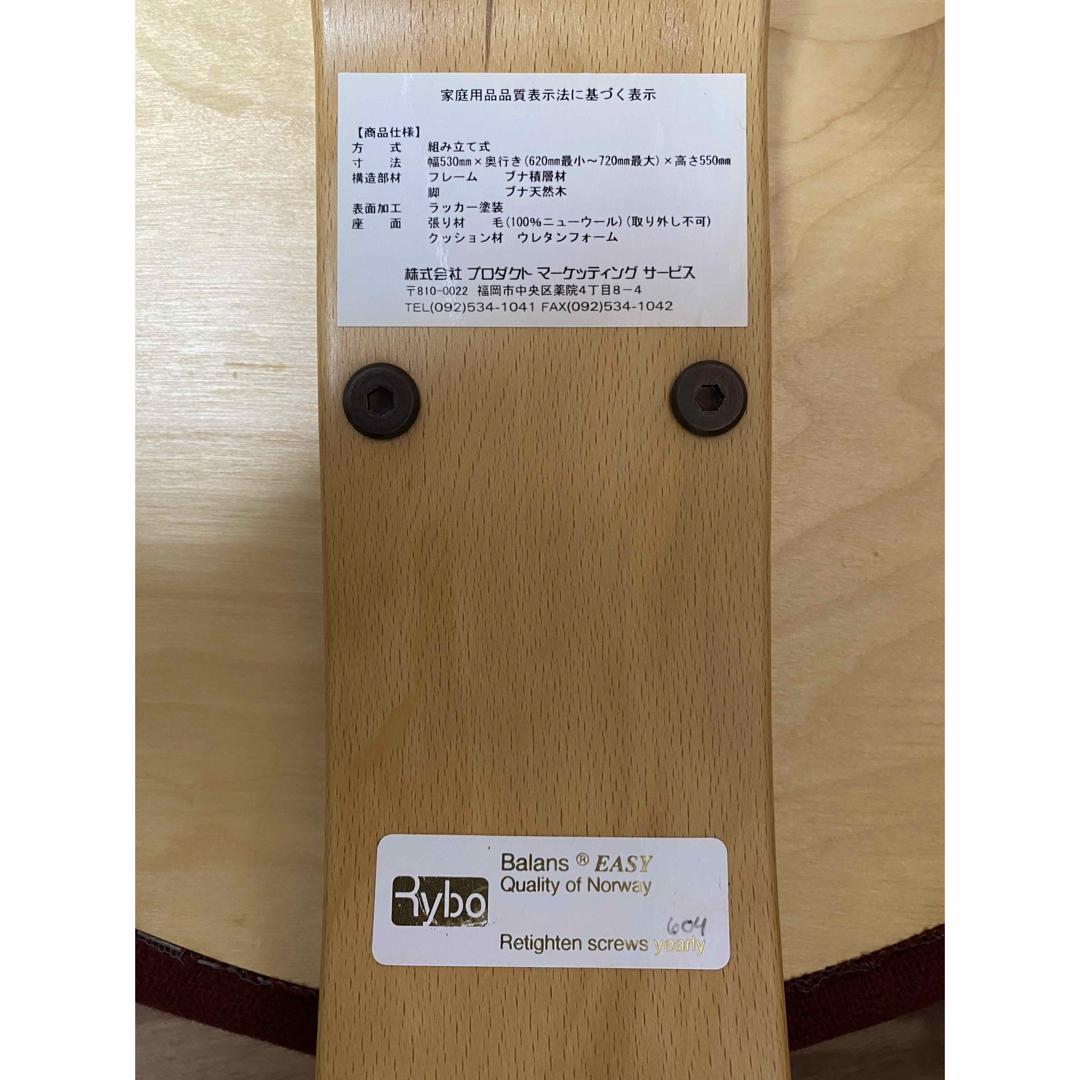 家庭用品品質表示法に基づく表示
【商品仕様】
方　式　組み立て式
寸　法　幅530mm×奥行き(620mm最小～720mm最大)×高さ550mm
構造部材　フレーム　ブナ積層材
脚　ブナ天然木
表面加工　ラッカー塗装
座　面　張り材　毛(100%ニューウール)(取り外し不可)
クッション材　ウレタンフォーム
株式会社 プロダクト マーケッティング サービス
〒810-0022 福岡市中央区薬院4丁目8-4
TEL(092)534-1041 FAX(092)534-1042
Rybo
Balans ® EASY
Quality of Norway
604
Retighten screws yearly